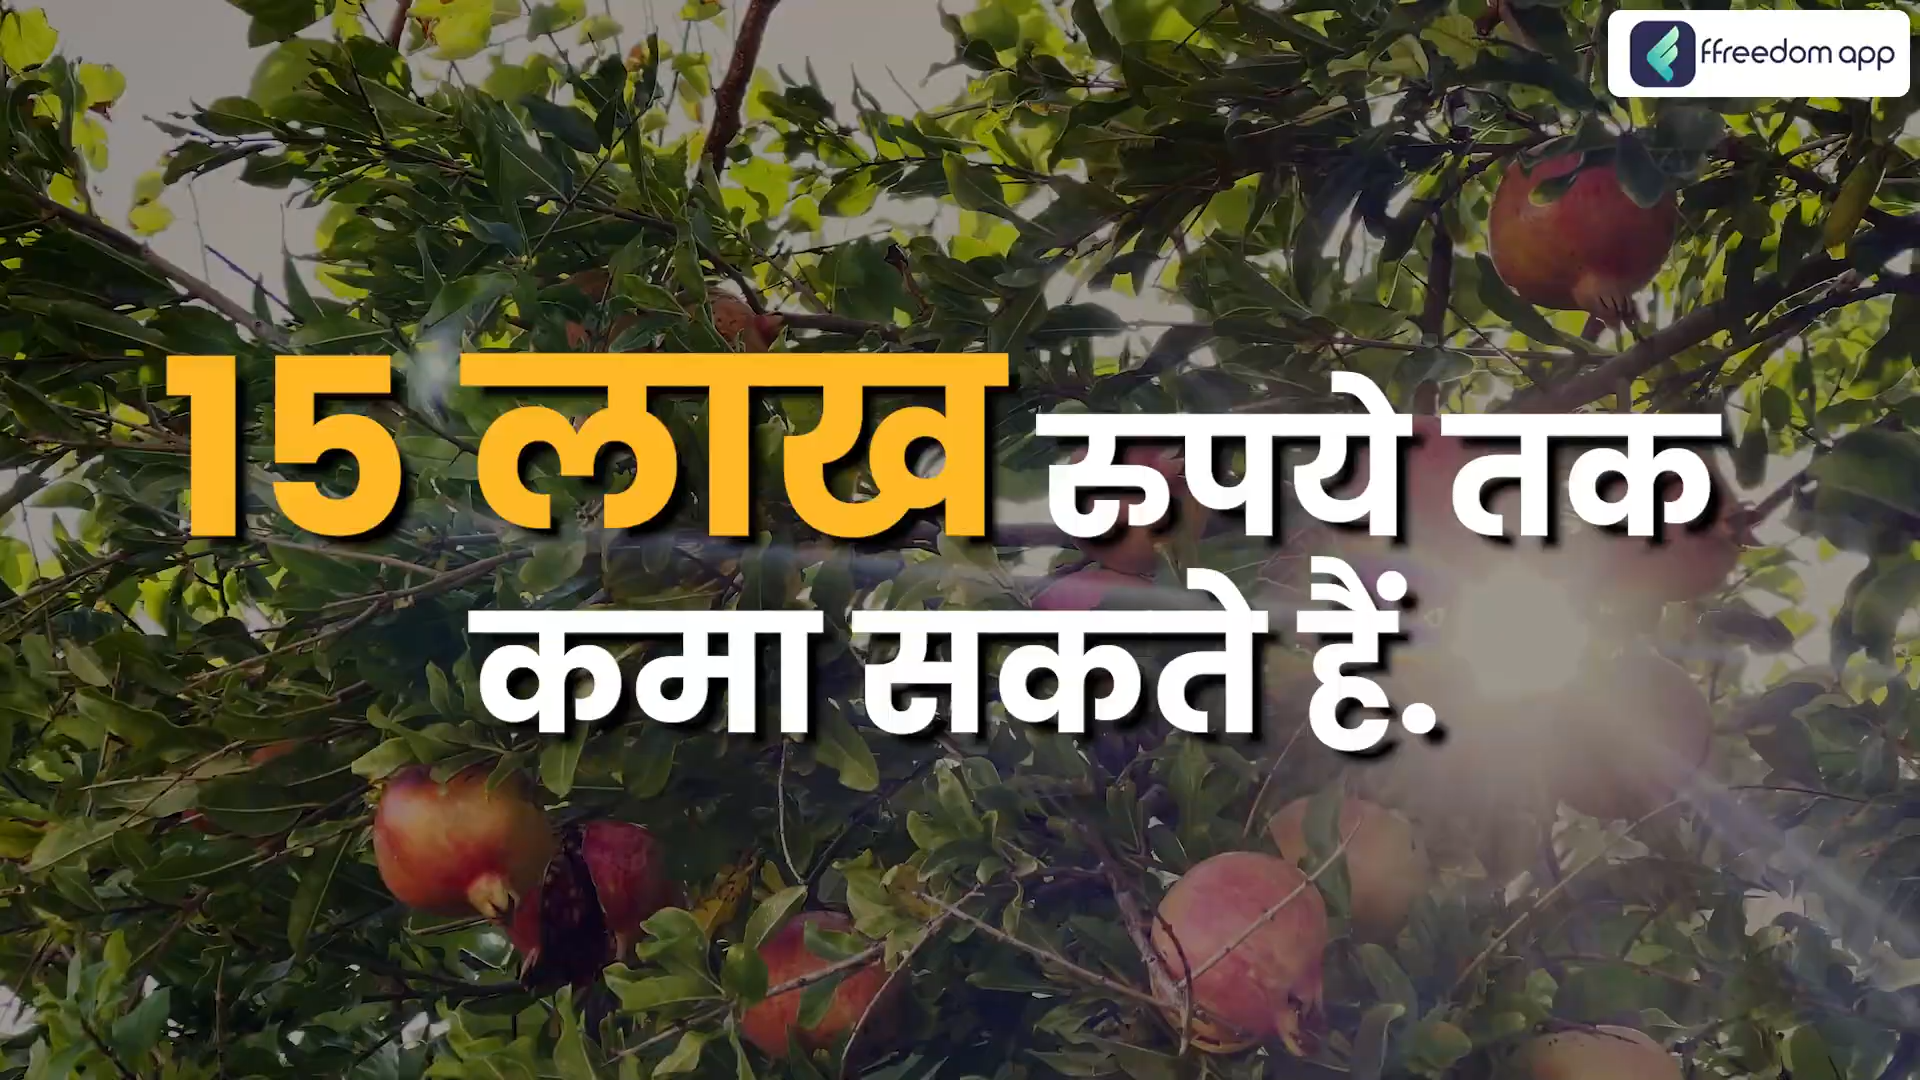 ffreedom app
15 लाख रुपये तक
कमा सकते हैं.